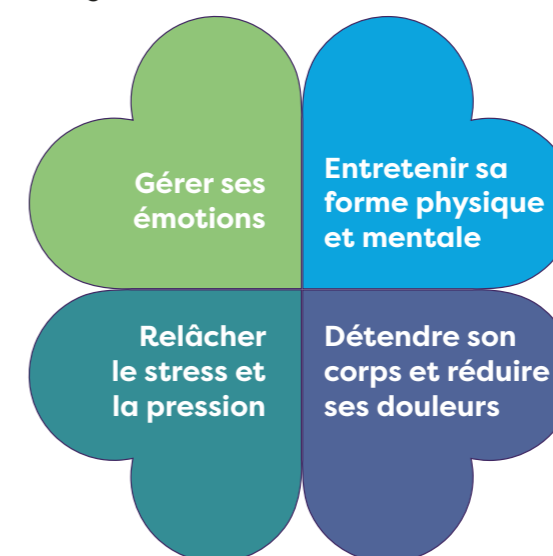 Gérer ses
émotions
Entretenir sa
forme physique
et mentale
Relâcher
le stress et
la pression
Détendre son
corps et réduire
ses douleurs